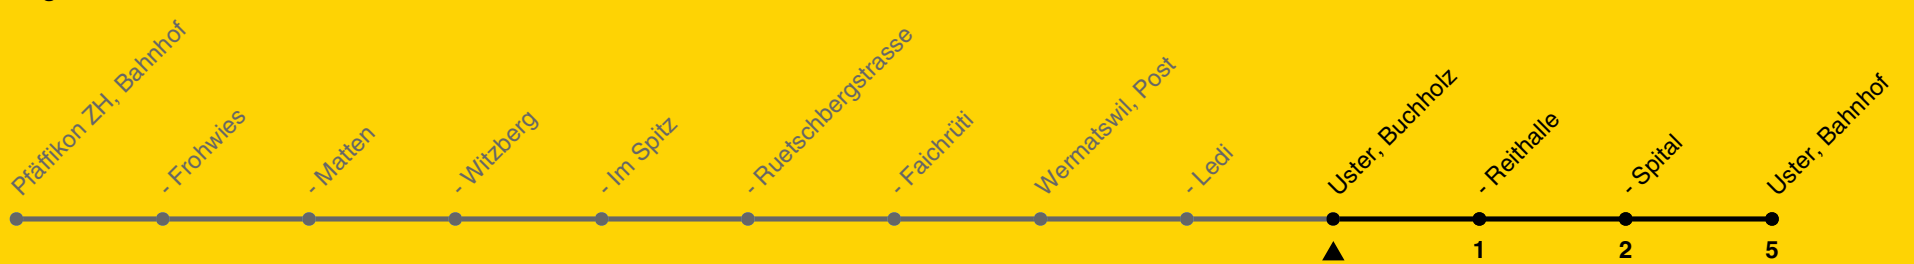 Pfäffikon ZH, Bahnhof
- Frohwies
- Matten
- Witzberg
- Im Spitz
- Ruetschbergstrasse
- Faichrüti
Wermatswil, Post
- Ledi
Uster, Buchholz
- Reithalle
- Spital
Uster, Bahnhof
1 2 5